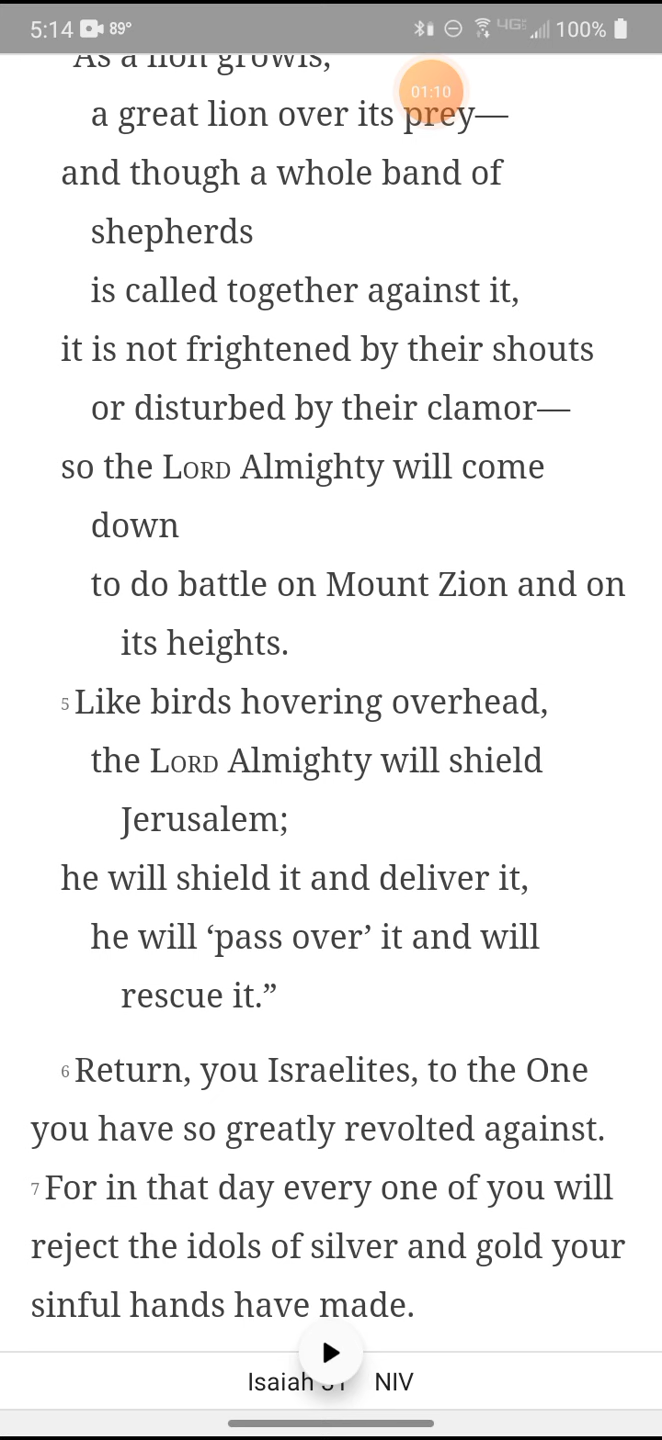 5:14 89° 4G 100%
"As a lion growls,
01:10
a great lion over its prey—
and though a whole band of
shepherds
is called together against it,
it is not frightened by their shouts
or disturbed by their clamor—
so the LORD Almighty will come
down
to do battle on Mount Zion and on
its heights.
5 Like birds hovering overhead,
the LORD Almighty will shield
Jerusalem;
he will shield it and deliver it,
he will ‘pass over’ it and will
rescue it.”
6 Return, you Israelites, to the One
you have so greatly revolted against.
7 For in that day every one of you will
reject the idols of silver and gold your
sinful hands have made.
Isaiah 31 NIV